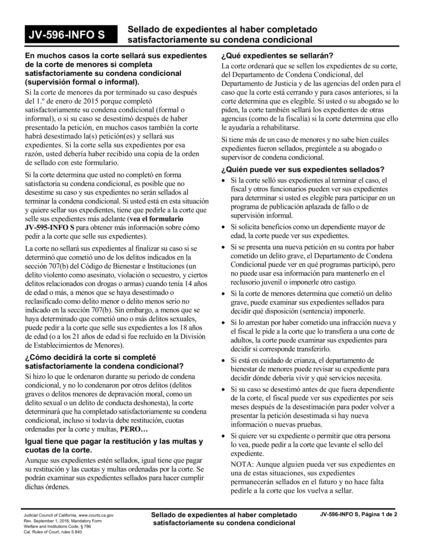 JV-596-INFO S
Sellado de expedientes al haber completado
satisfactoriamente su condena condicional
En muchos casos la corte sellará sus expedientes
de la corte de menores si completa
satisfactoriamente su condena condicional
(supervisión formal o informal).
Si la corte de menores da por terminado su caso después
del 1.º de enero de 2015 porque completó
satisfactoriamente su condena condicional (formal o
informal), o si su caso se desestimó después de haber
presentado la petición, en muchos casos también la corte
habrá desestimado la(s) petición(es) y sellará sus
expedientes. Si la corte sella sus expedientes por esa
razón, usted debería haber recibido una copia de la orden
de sellado con este formulario.
Si la corte determina que usted no completó en forma
satisfactoria su condena condicional, es posible que no
desestime su caso y sus expedientes no serán sellados al
terminar la condena condicional. Si usted está en esta situación
y quiere sellar sus expedientes, tiene que pedirle a la corte que
selle sus expedientes más adelante (vea el formulario
JV-595-INFO S para obtener más información sobre cómo
pedir a la corte que selle sus expedientes).
La corte no sellará sus expedientes al finalizar su caso si se
determinó que cometió uno de los delitos indicados en la
sección 707(b) del Código de Bienestar e Instituciones (un
delito violento como asesinato, violación o secuestro, y ciertos
delitos relacionados con drogas o armas) cuando tenía 14 años
de edad o más, a menos que se haya desestimado o
reclasificado como delito menor o delito menos serio no
indicado en la sección 707(b). Sin embargo, a menos que se
haya determinado que cometió uno o más delitos sexuales,
puede pedir a la corte que selle sus expedientes a los 18 años
de edad (o a los 21 años de edad si fue recluido en la División
de Establecimientos de Menores).
¿Cómo decidirá la corte si completé
satisfactoriamente la condena condicional?
Si hizo lo que le ordenaron durante su periodo de condena
condicional, y no lo condenaron por otros delitos (delitos
graves o delitos menores de depravación moral, como un
delito sexual o un delito de conducta deshonesta), la corte
determinará que ha completado satisfactoriamente su condena
condicional, incluso si todavía debe restitución, cuotas
ordenadas por la corte y multas, PERO…
Igual tiene que pagar la restitución y las multas y
cuotas de la corte.
Aunque sus expedientes estén sellados, igual tiene que pagar
su restitución y las cuotas y multas ordenadas por la corte. Se
podrán examinar sus expedientes sellados para hacer cumplir
dichas órdenes.
¿Qué expedientes se sellarán?
La corte ordenará que se sellen los expedientes de su corte,
del Departamento de Condena Condicional, del
Departamento de Justicia y de las agencias del orden para el
caso que la corte está cerrando y para casos anteriores, si la
corte determina que es elegible. Si usted o su abogado se lo
piden, la corte también sellará los expedientes de otras
agencias (como de la fiscalía) si la corte determina que ello
le ayudaría a rehabilitarse.
Si tiene más de un caso de menores y no sabe bien cuáles
expedientes fueron sellados, pregúntele a su abogado o
supervisor de condena condicional.
¿Quién puede ver sus expedientes sellados?
• Si la corte selló sus expedientes al terminar el caso, el
fiscal y otros funcionarios pueden ver sus expedientes
para determinar si usted es elegible para participar en un
programa de publicación aplazada de fallo o de
supervisión informal.
• Si solicita beneficios como un dependiente mayor de
edad, la corte puede ver sus expedientes.
• Si se presenta una nueva petición en su contra por haber
cometido un delito grave, el Departamento de Condena
Condicional puede ver en qué programas participó, pero
no puede usar esa información para mantenerlo en el
reclusorio juvenil o imponerle otro castigo.
• Si la corte de menores determina que cometió un delito
grave, puede examinar sus expedientes sellados para
decidir qué disposición (sentencia) imponerle.
• Si lo arrestan por haber cometido una infracción nueva y
el fiscal le pide a la corte que lo transfiera a una corte de
adultos, la corte puede examinar sus expedientes para
decidir si corresponde transferirlo.
• Si está en cuidado de crianza, el departamento de
bienestar de menores puede revisar su expediente para
decidir dónde debería vivir y qué servicios necesita.
• Si su caso se desestimó antes de que fuera dependiente
de la corte, el fiscal puede ver sus expedientes por seis
meses después de la desestimación para poder volver a
presentar la petición desestimada si hay nueva
información o nuevas pruebas.
• Si quiere ver su expediente o permitir que otra persona
lo vea, puede pedir a la corte que levante el sello del
expediente.
NOTA: Aunque alguien pueda ver sus expedientes en
una de estas situaciones, sus expedientes
permanecerán sellados en el futuro y no hace falta
pedirle a la corte que los vuelva a sellar.
Judicial Council of California, www.courts.ca.gov
Rev. September 1, 2018, Mandatory Form
Welfare and Institutions Code, § 786
Cal. Rules of Court, rules 5.840
Sellado de expedientes al haber completado
satisfactoriamente su condena condicional
JV-596-INFO S, Página 1 de 2